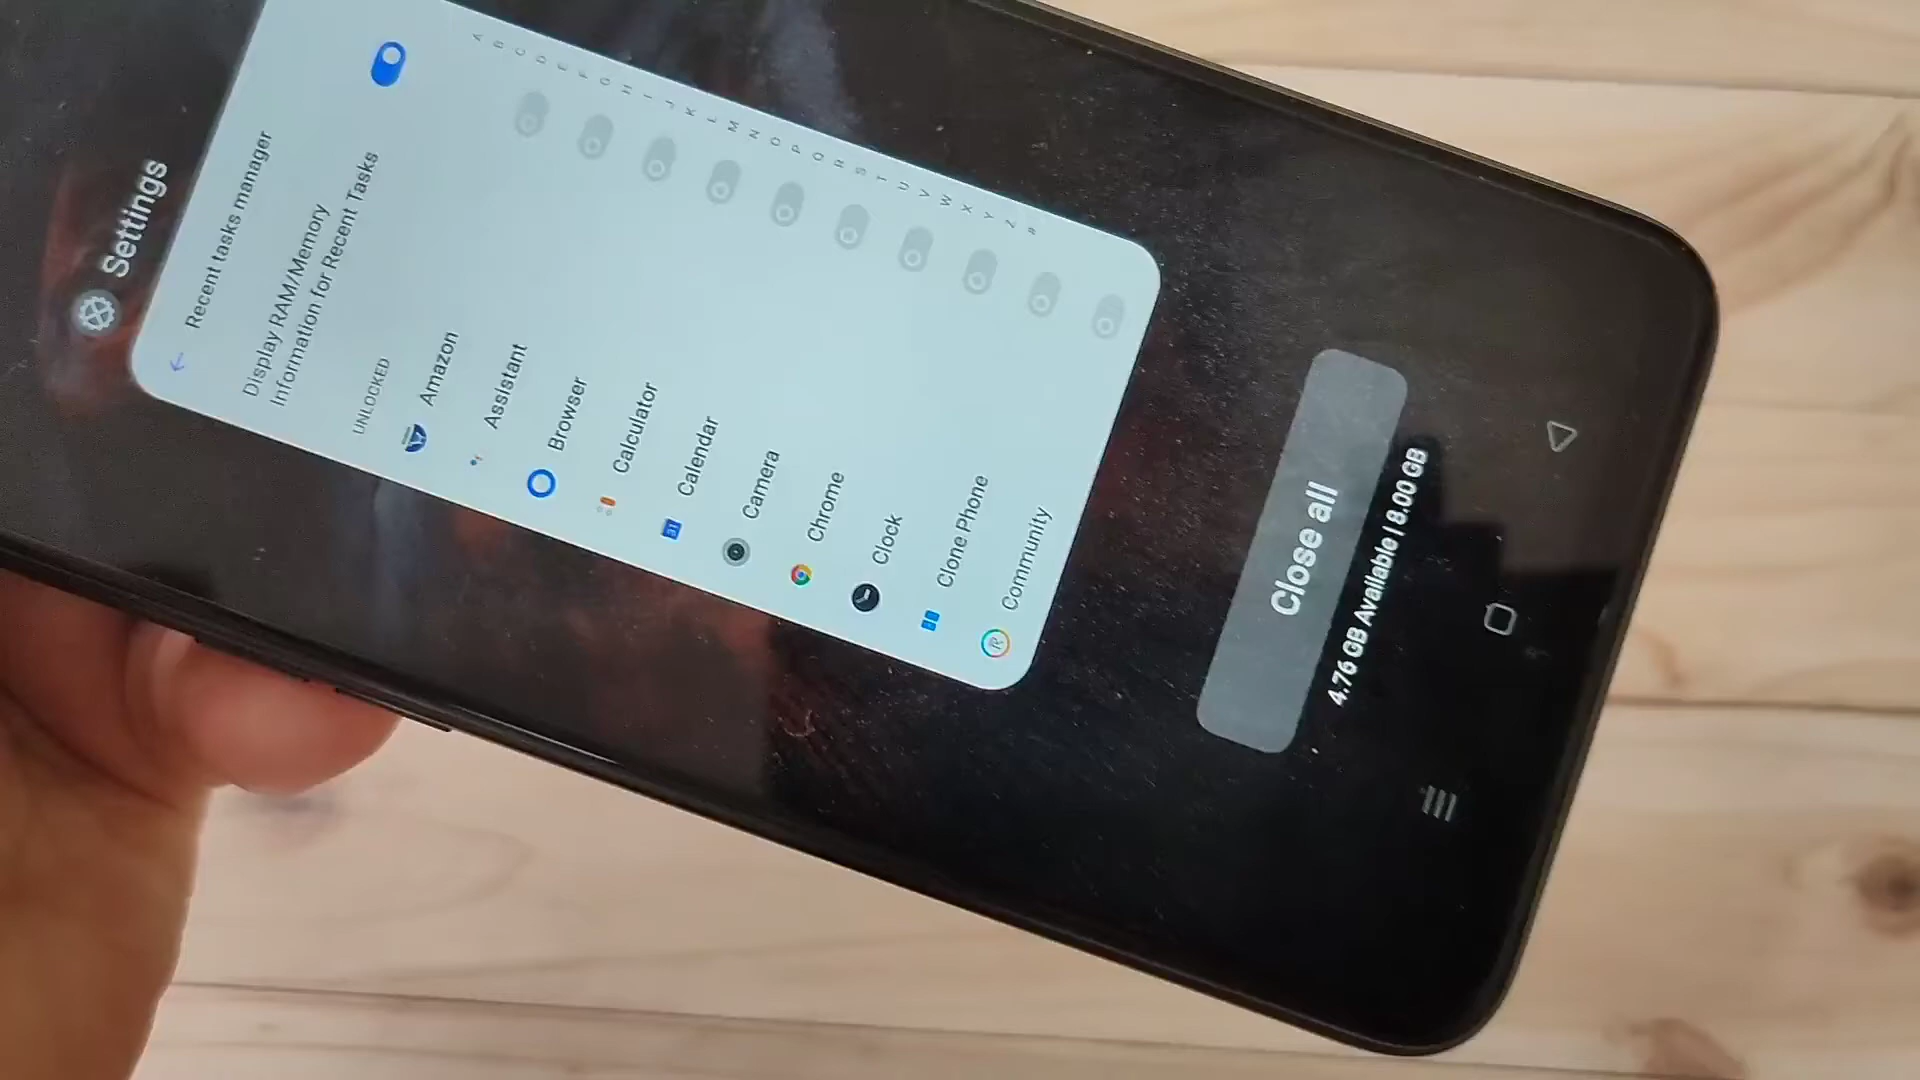 Settings
Recent tasks manager
Display RAM/Memory
Information for Recent Tasks
UNLOCKED
Amazon
Assistant
Browser
Calculator
Calendar
31
Camera
Chrome
Clock
Clone Phone
Community
A
B
C
D
E
F
G
H
I
J
K
L
M
N
O
P
Q
R
S
T
U
V
W
X
Y
Z
#
Close all
4.76 GB Available | 8.00 GB